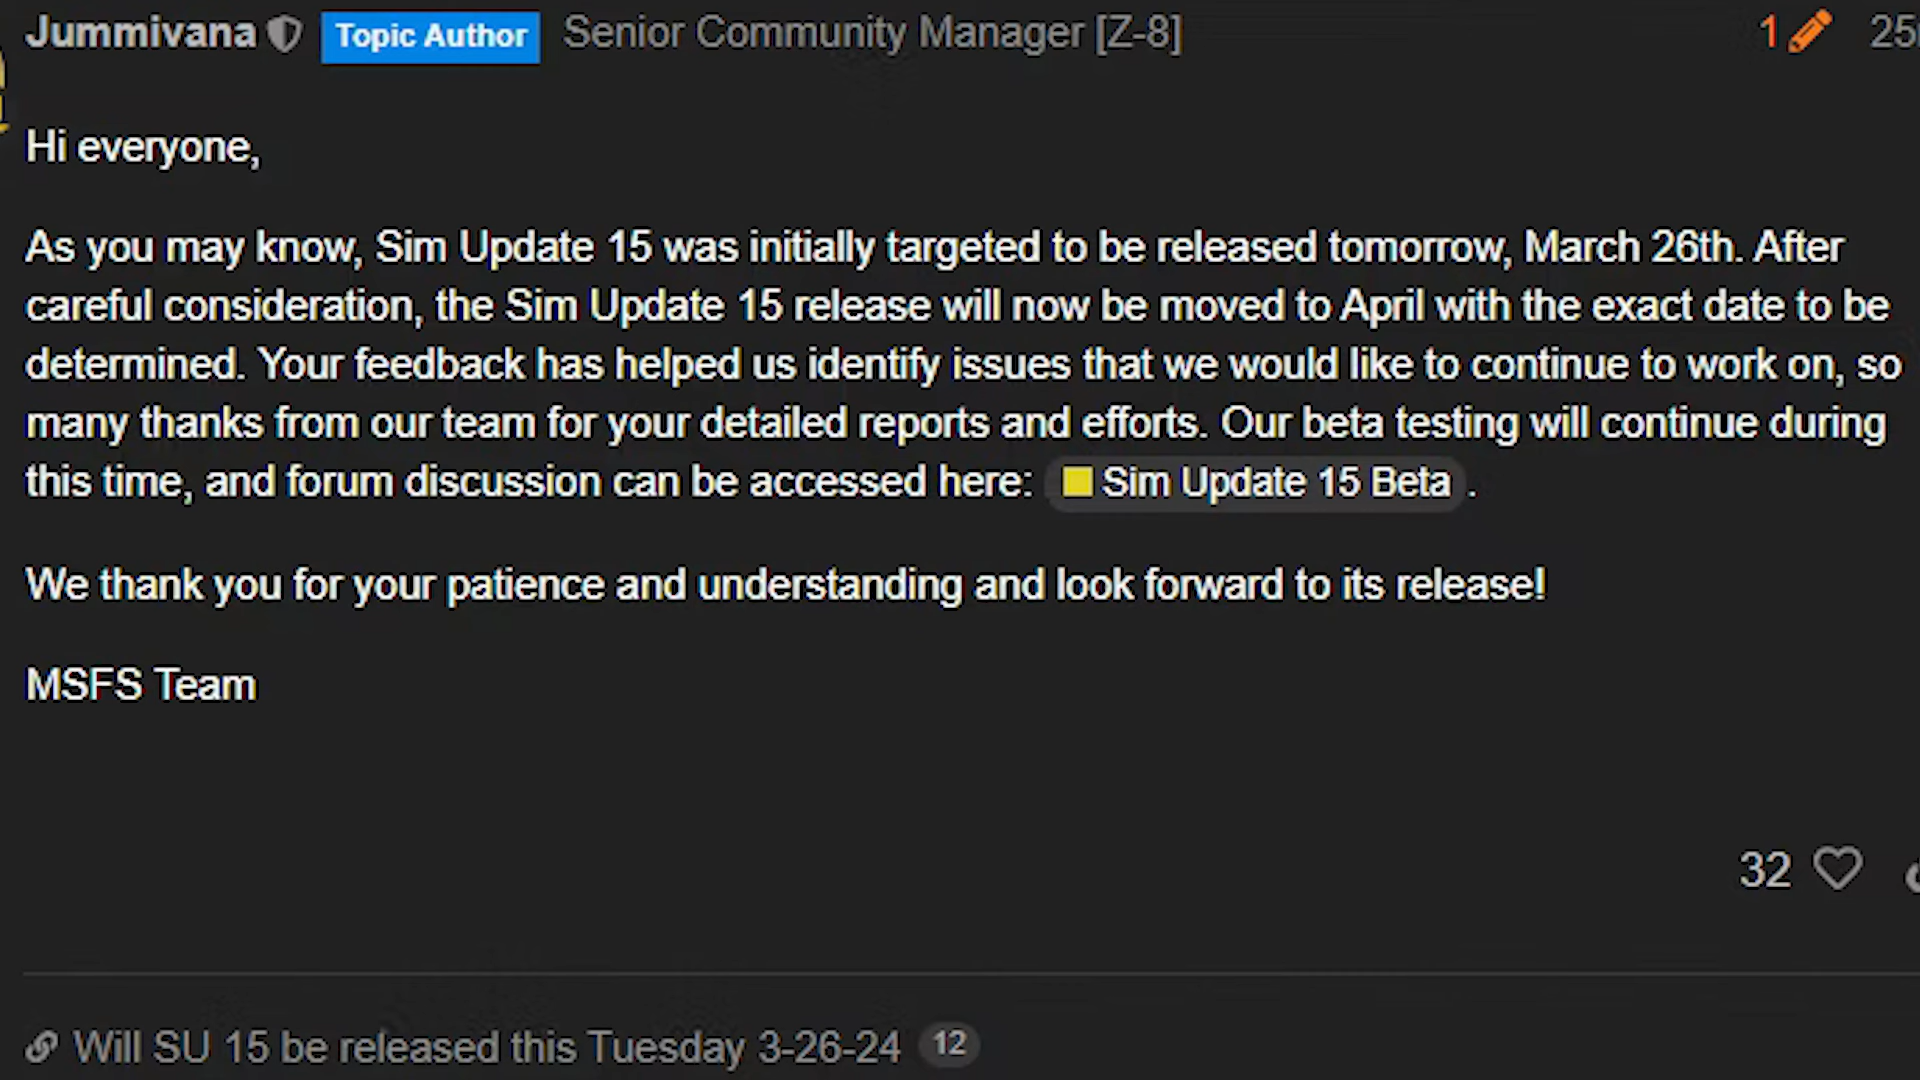 Jummivana Topic Author Senior Community Manager [Z-8] 1
Hi everyone,
As you may know, Sim Update 15 was initially targeted to be released tomorrow, March 26th. After
careful consideration, the Sim Update 15 release will now be moved to April with the exact date to be
determined. Your feedback has helped us identify issues that we would like to continue to work on, so
many thanks from our team for your detailed reports and efforts. Our beta testing will continue during
this time, and forum discussion can be accessed here: Sim Update 15 Beta .
We thank you for your patience and understanding and look forward to its release!
MSFS Team
32
Will SU 15 be released this Tuesday 3-26-24 12